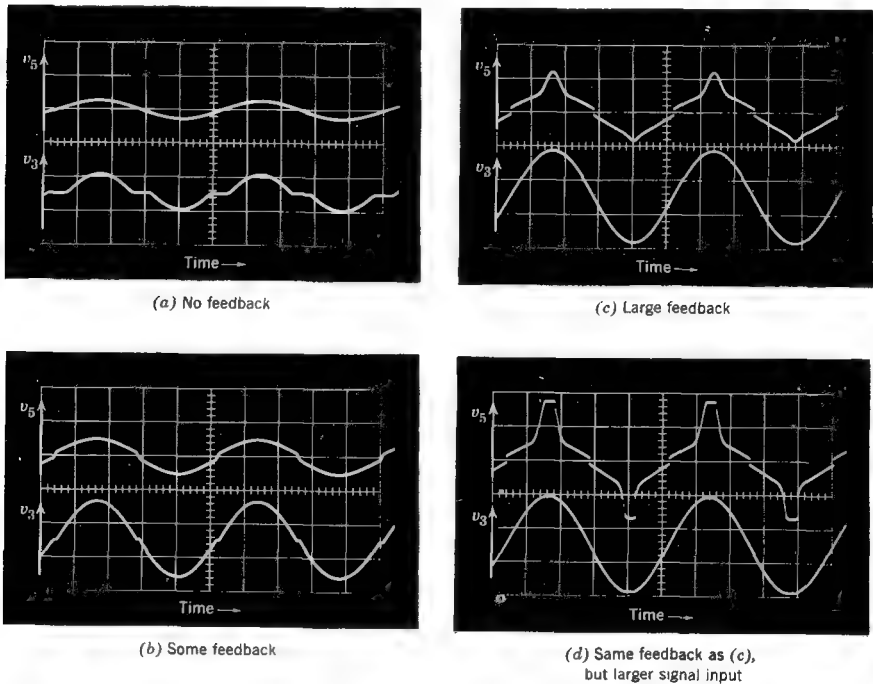 v5
v3
Time
(a) No feedback
v5
v3
Time
(c) Large feedback
v5
v3
Time
(b) Some feedback
v5
v3
Time
(d) Same feedback as (c),
but larger signal input